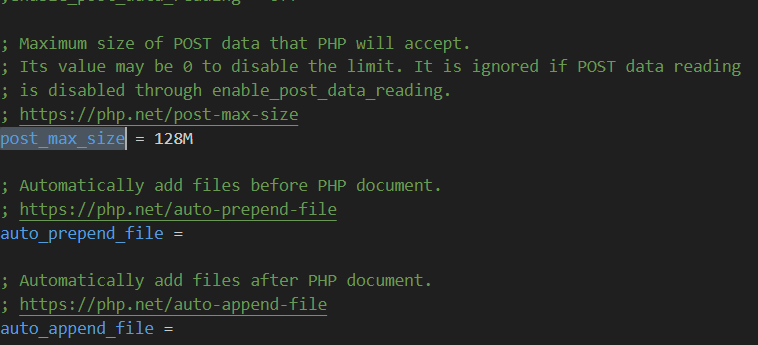 ; Maximum size of POST data that PHP will accept.
; Its value may be 0 to disable the limit. It is ignored if POST data reading
; is disabled through enable_post_data_reading.
; https://php.net/post-max-size
post_max_size = 128M
; Automatically add files before PHP document.
; https://php.net/auto-prepend-file
auto_prepend_file =
; Automatically add files after PHP document.
; https://php.net/auto-append-file
auto_append_file =